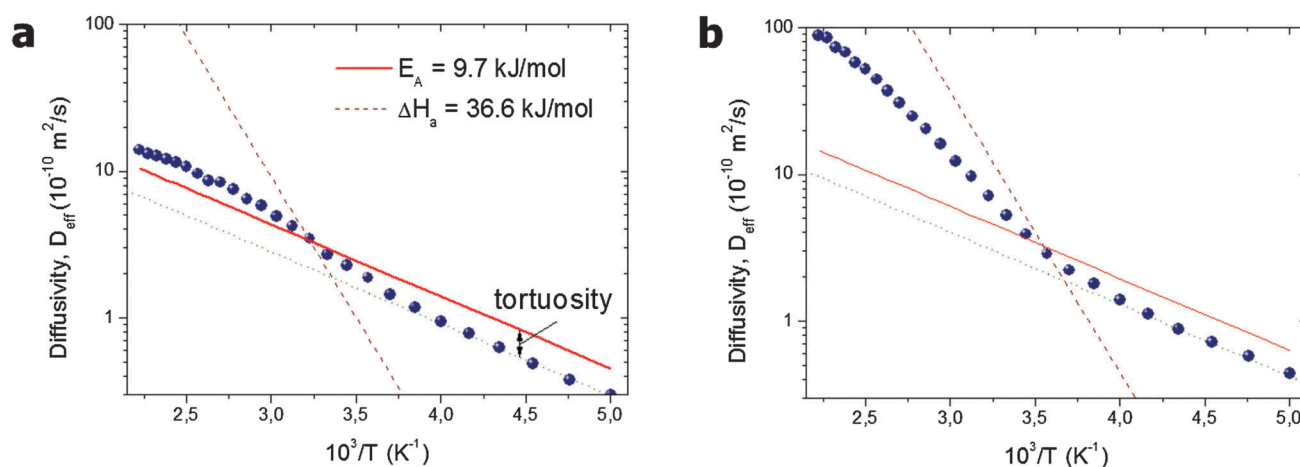 a
100
10
1
Diffusivity, D_eff (10^-10 m^2/s)
E_A = 9.7 kJ/mol
ΔH_a = 36.6 kJ/mol
tortuosity
2,5 3,0 3,5 4,0 4,5 5,0
10^3/T (K^-1)
b
100
10
1
Diffusivity, D_eff (10^-10 m^2/s)
2,5 3,0 3,5 4,0 4,5 5,0
10^3/T (K^-1)